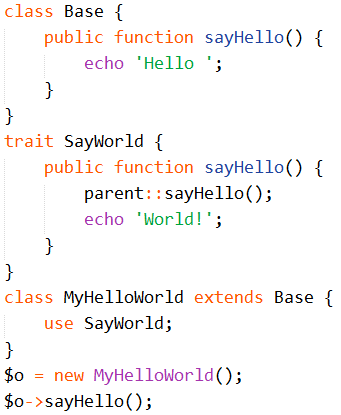 class Base {
    public function sayHello() {
        echo 'Hello ';
    }
}
trait SayWorld {
    public function sayHello() {
        parent::sayHello();
        echo 'World!';
    }
}
class MyHelloWorld extends Base {
    use SayWorld;
}
$o = new MyHelloWorld();
$o->sayHello();